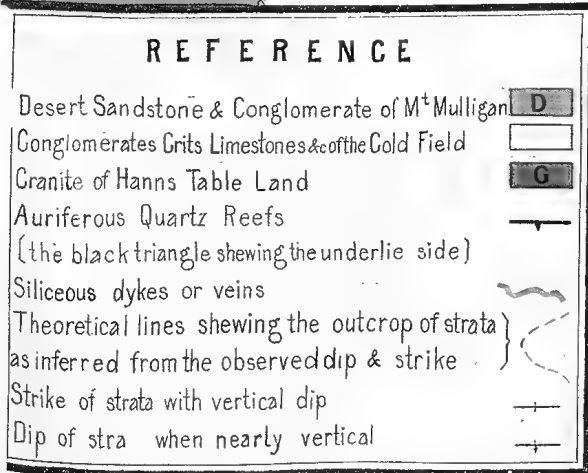 REFERENCE
Desert Sandstone & Conglomerate of Mt Mulligan D
Conglomerates Grits Limestones &c of the Gold Field
Granite of Hanns Table Land G
Auriferous Quartz Reefs
(the black triangle shewing the underlie side)
Siliceous dykes or veins
Theoretical lines shewing the outcrop of strata
as inferred from the observed dip & strike
Strike of strata with vertical dip
Dip of stra when nearly vertical